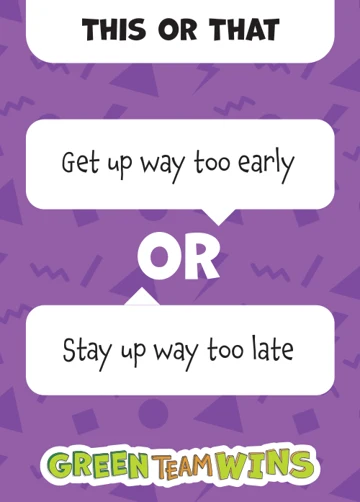 THIS OR THAT
Get up way too early
OR
Stay up way too late
GREEN TEAM WINS